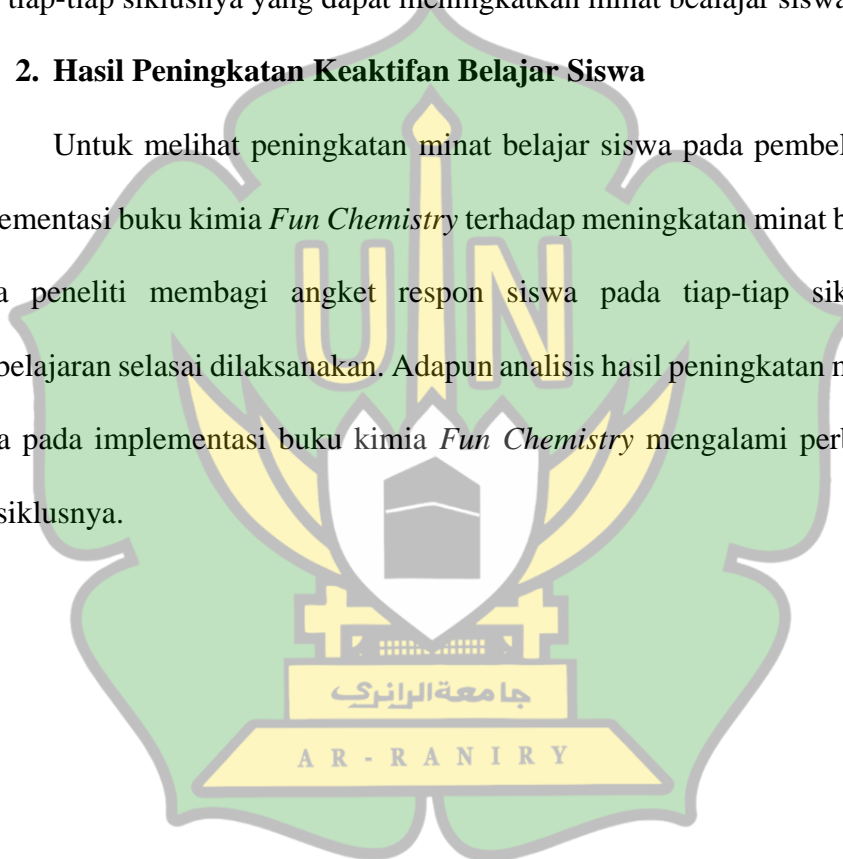 tiap-tiap siklusnya yang dapat meningkatkan minat bealajar siswa
2. Hasil Peningkatan Keaktifan Belajar Siswa
Untuk melihat peningkatan minat belajar siswa pada pembel
ementasi buku kimia Fun Chemistry terhadap meningkatan minat b
a peneliti membagi angket respon siswa pada tiap-tiap sik
belajaran selasai dilaksanakan. Adapun analisis hasil peningkatan m
a pada implementasi buku kimia Fun Chemistry mengalami perb
siklusnya.
UIN
جامعة الرانري
AR-RANIRY